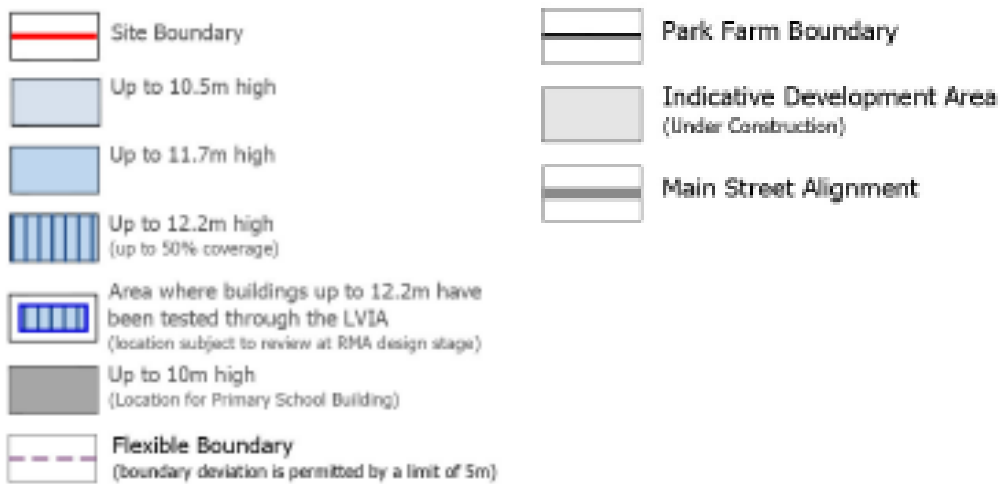 Site Boundary
Up to 10.5m high
Up to 11.7m high
Up to 12.2m high
(up to 50% coverage)
Area where buildings up to 12.2m have
been tested through the LVIA
(location subject to review at RMA design stage)
Up to 10m high
(Location for Primary School Building)
Flexible Boundary
(boundary deviation is permitted by a limit of 5m)
Park Farm Boundary
Indicative Development Area
(Under Construction)
Main Street Alignment